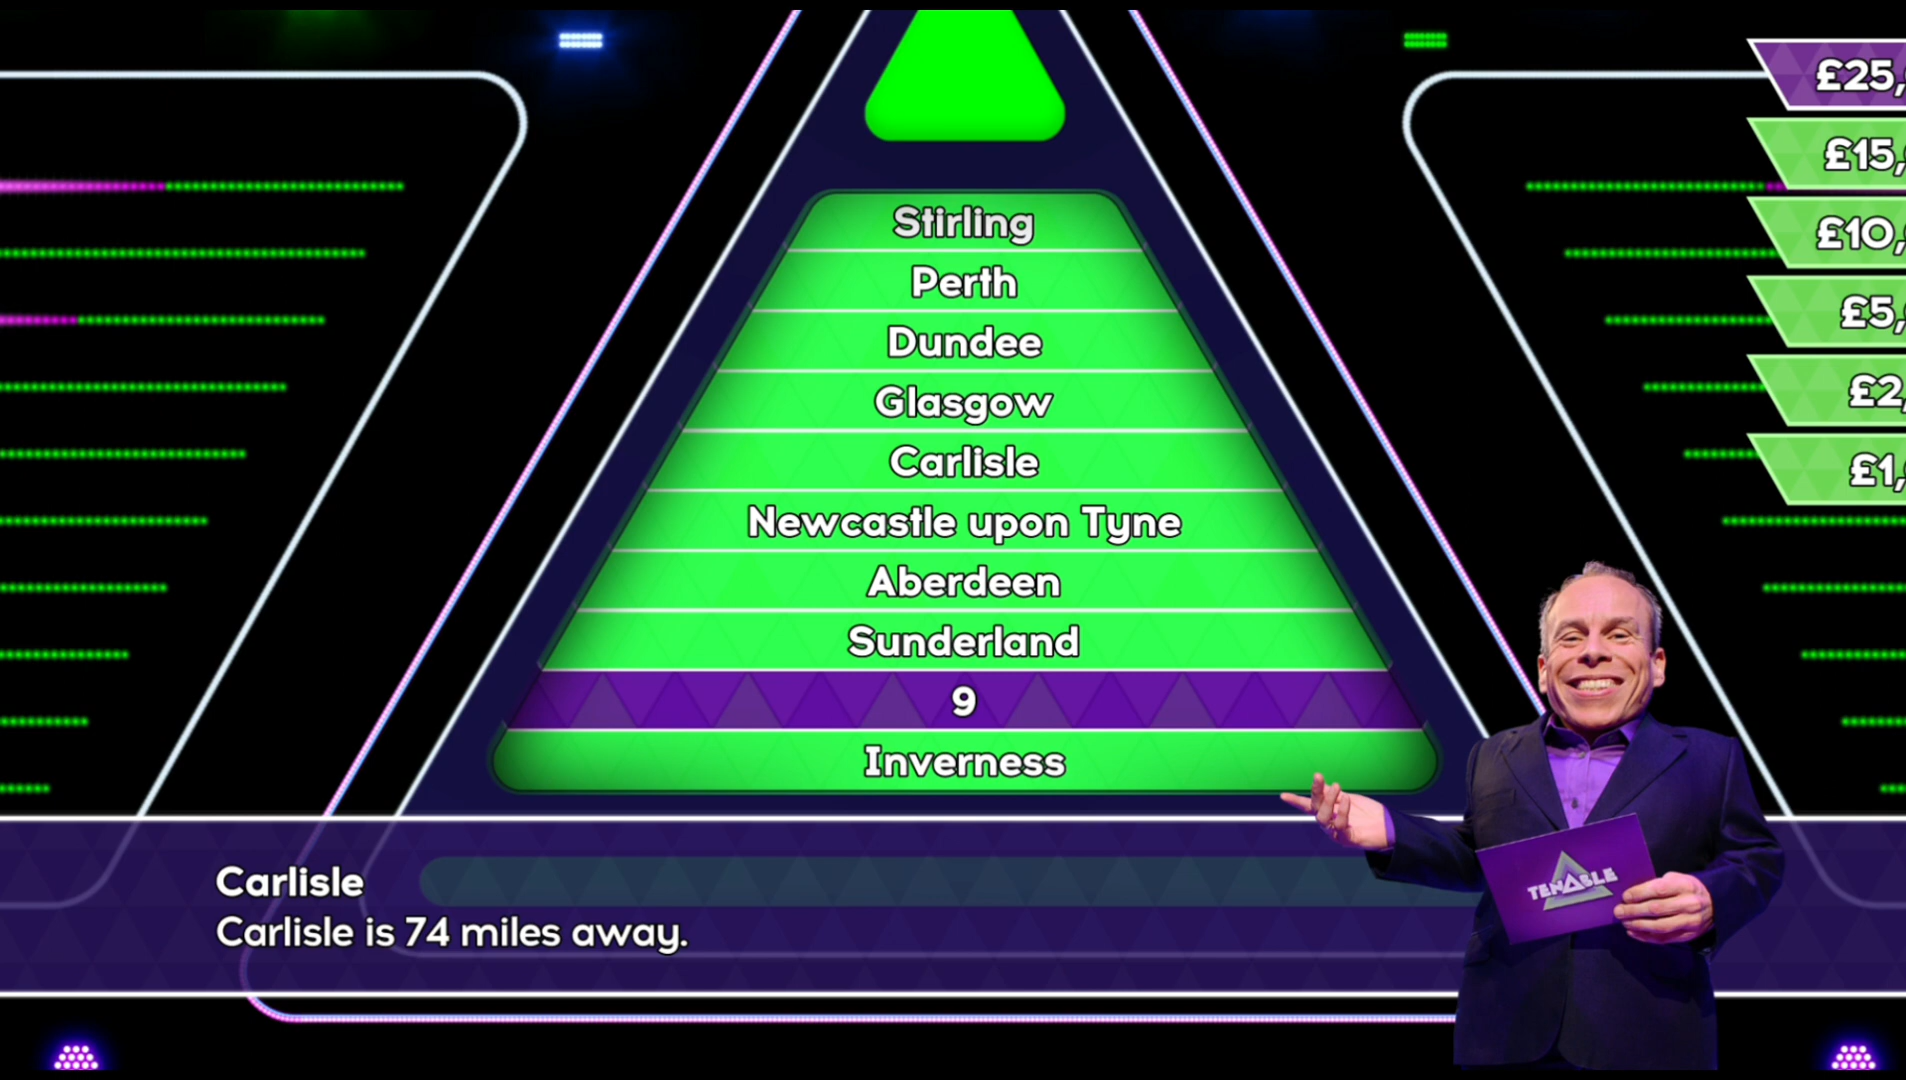 £25,
£15,
£10,
£5,
£2,
£1,
Stirling
Perth
Dundee
Glasgow
Carlisle
Newcastle upon Tyne
Aberdeen
Sunderland
9
Inverness
TENABLE
Carlisle
Carlisle is 74 miles away.